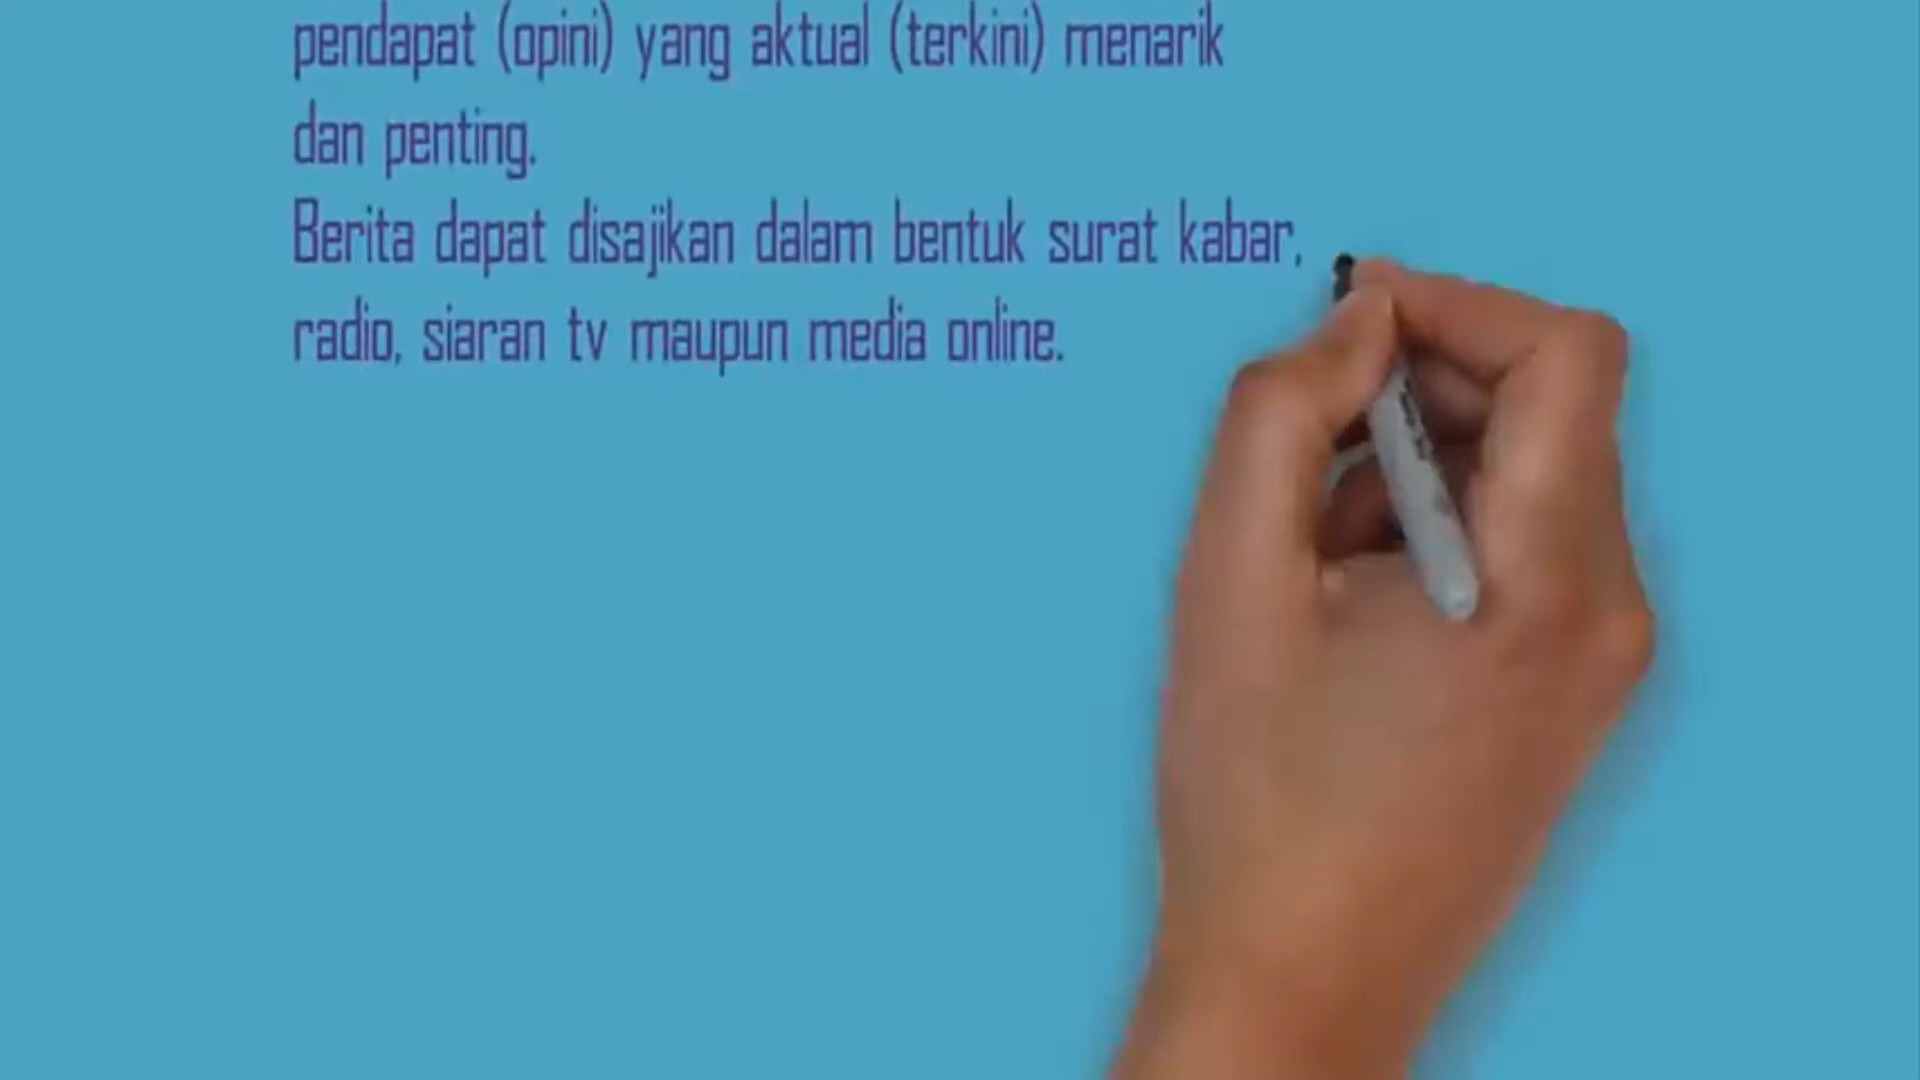 pendapat (opini) yang aktual (terkini) menarik
dan penting.
Berita dapat disajikan dalam bentuk surat kabar,
radio, siaran tv maupun media online.